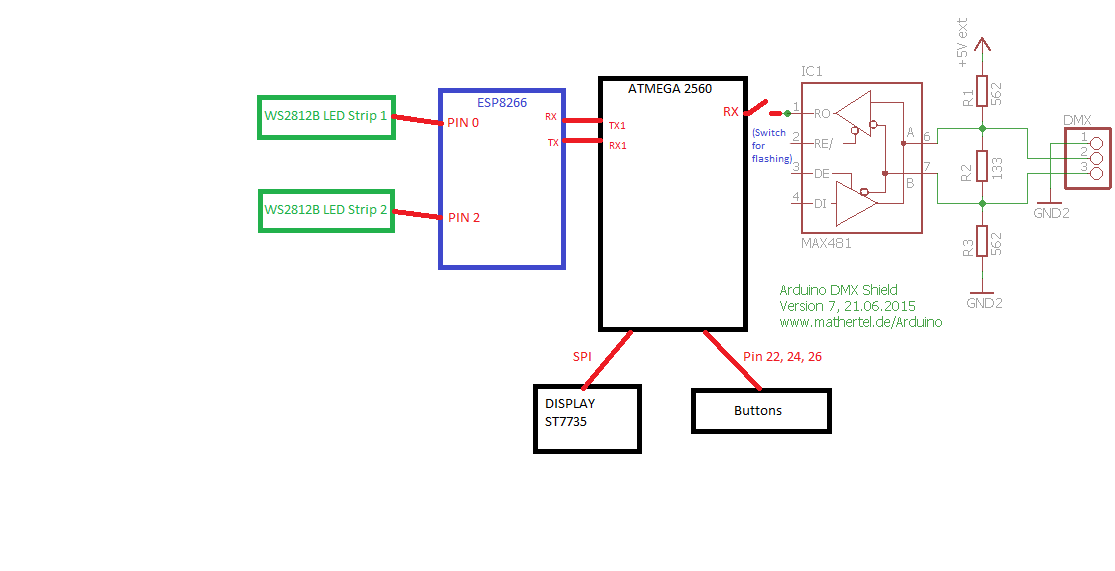 WS2812B LED Strip 1
WS2812B LED Strip 2
ESP8266
PIN 0
PIN 2
RX
TX
ATMEGA 2560
TX1
RX1
RX
(Switch
for
flashing)
IC1
1
RO
2
RE/
3
DE
4
DI
A
6
7
B
MAX481
+5V ext
R1
562
R2
133
R3
562
GND2
DMX
1
2
3
GND2
Arduino DMX Shield
Version 7, 21.06.2015
www.mathertel.de/Arduino
SPI
Pin 22, 24, 26
DISPLAY
ST7735
Buttons